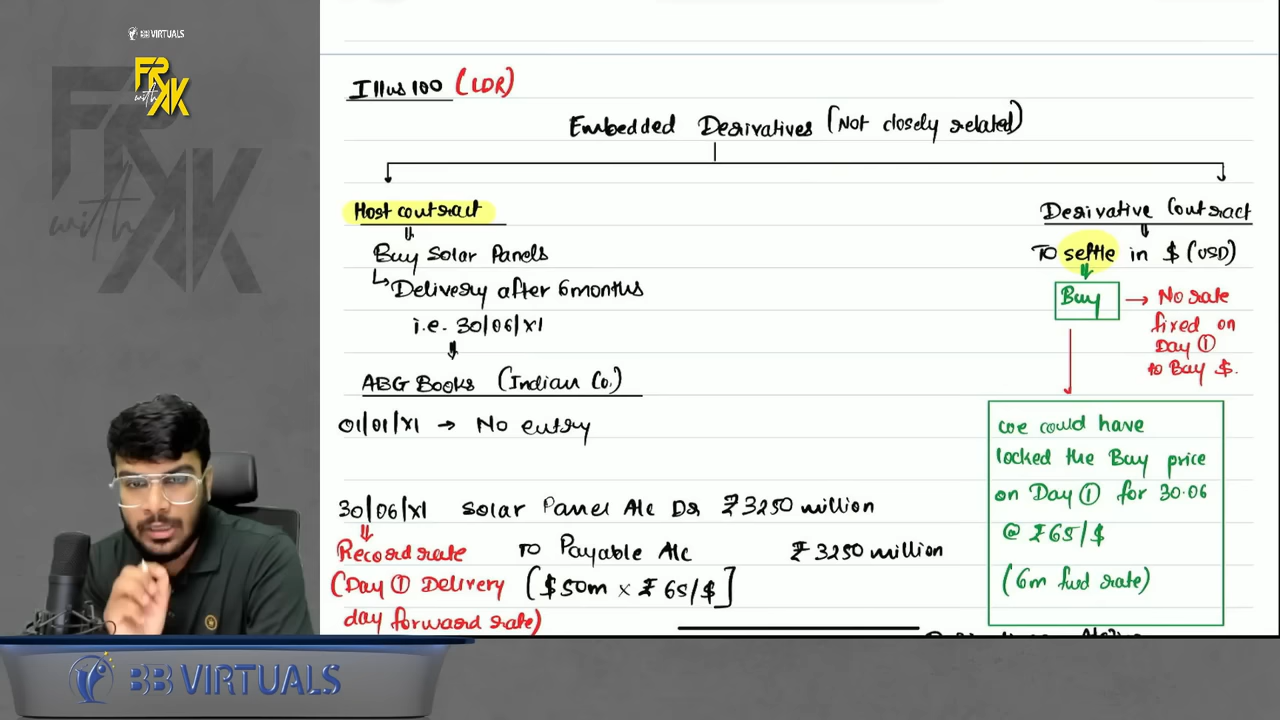 BB VIRTUALS
FR
with
AK
Illus 100 (LDR)
Embedded Derivatives (Not closely related)
Host contract
Buy Solar Panels
Delivery after 6 months
i.e. 30/06/X1
ABG Books (Indian Co.)
01/01/X1 → No entry
30/06/X1 Solar Panel A/c Dr ₹3250 million
Record rate To Payable A/c ₹3250 million
(Day ① Delivery [$50m × ₹65/$]
day forward rate)
Derivative Contract
To settle in $ (USD)
Buy → No rate
fixed on
Day ①
to Buy $.
we could have
locked the Buy price
on Day ① for 30.06
@ ₹65/$
(6m fwd rate)
BB VIRTUALS